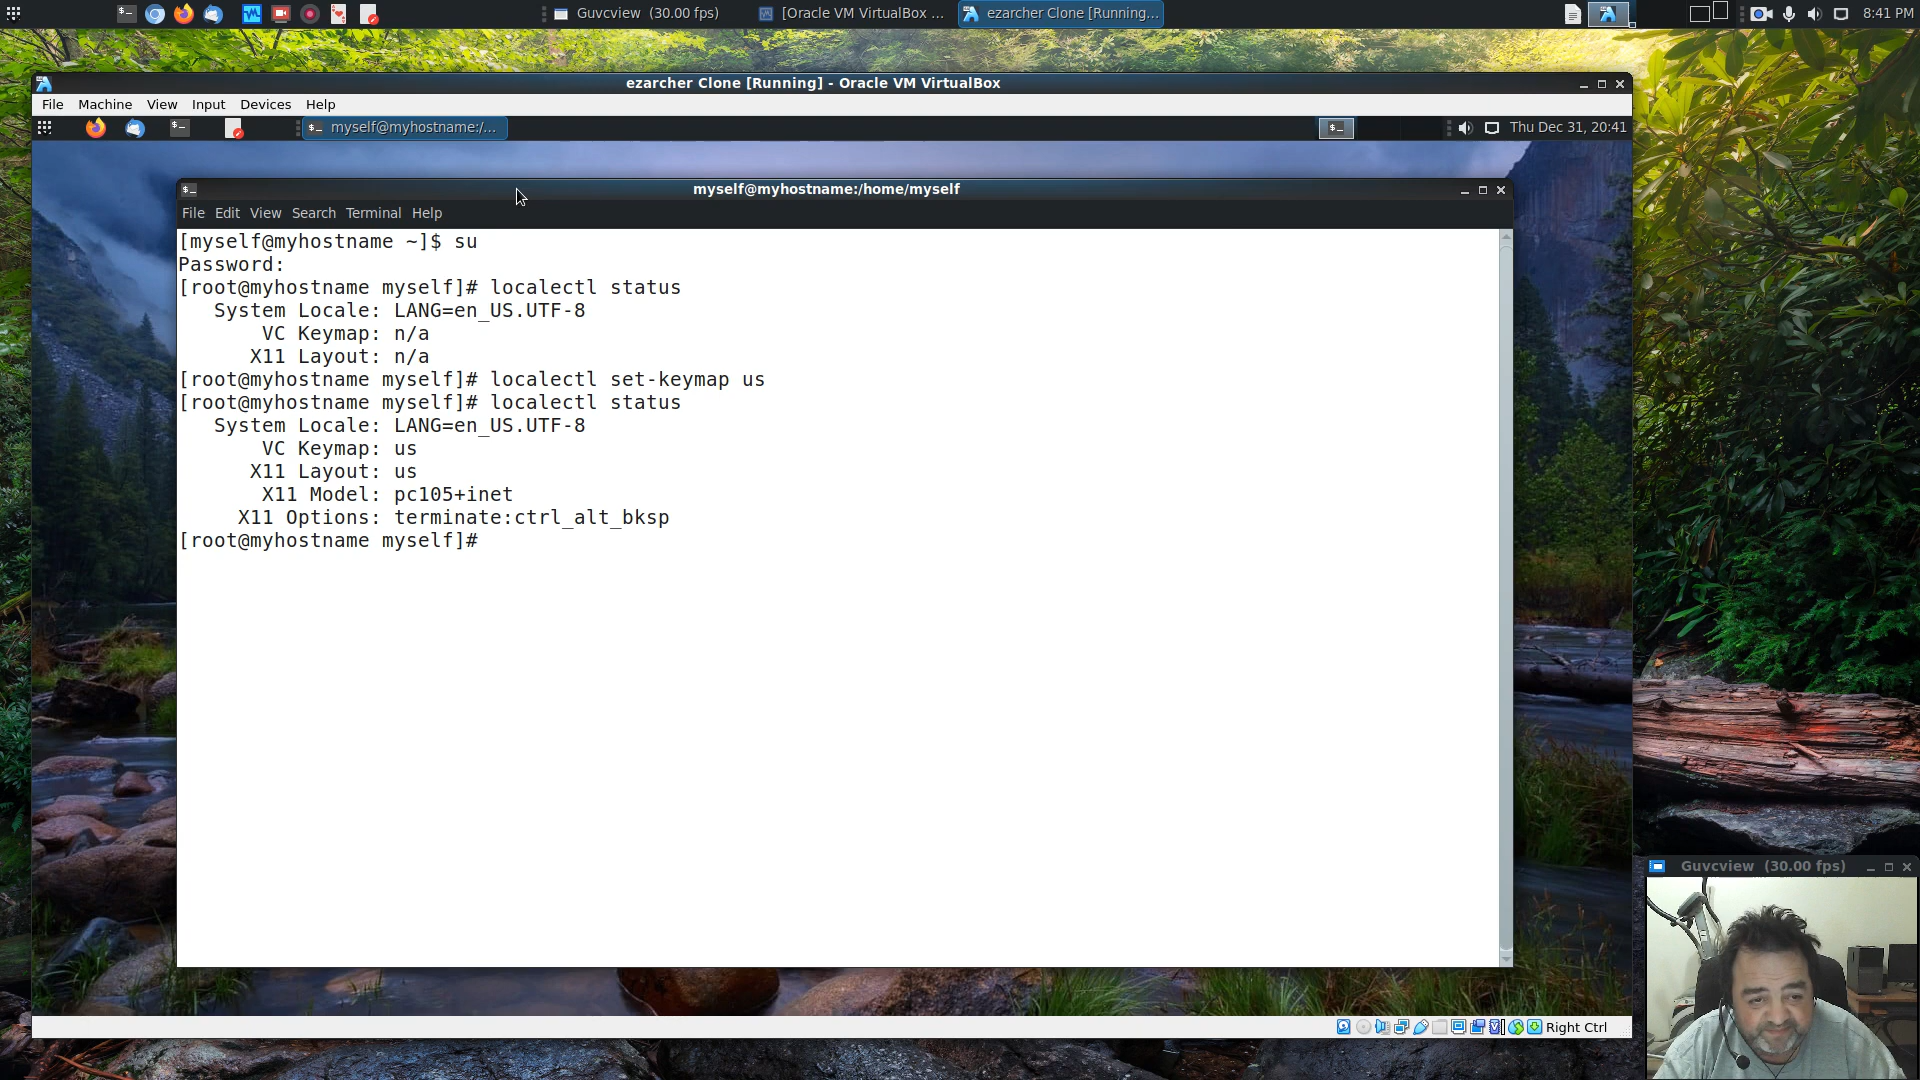 Guvcview (30.00 fps)
[Oracle VM VirtualBox ...
ezarcher Clone [Running...
8:41 PM
ezarcher Clone [Running] - Oracle VM VirtualBox
File Machine View Input Devices Help
myself@myhostname:/...
Thu Dec 31, 20:41
myself@myhostname:/home/myself
File Edit View Search Terminal Help
[myself@myhostname ~]$ su
Password:
[root@myhostname myself]# localectl status
   System Locale: LANG=en_US.UTF-8
       VC Keymap: n/a
      X11 Layout: n/a
[root@myhostname myself]# localectl set-keymap us
[root@myhostname myself]# localectl status
   System Locale: LANG=en_US.UTF-8
       VC Keymap: us
      X11 Layout: us
       X11 Model: pc105+inet
     X11 Options: terminate:ctrl_alt_bksp
[root@myhostname myself]#
Guvcview (30.00 fps)
Right Ctrl